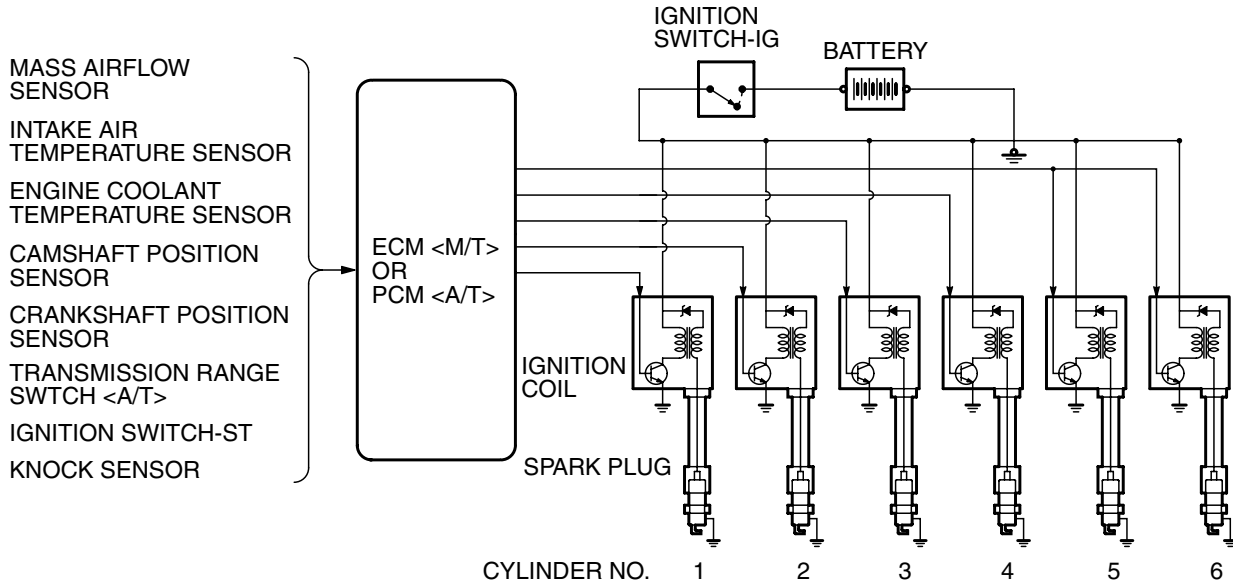 IGNITION
SWITCH-IG
BATTERY
MASS AIRFLOW
SENSOR
INTAKE AIR
TEMPERATURE SENSOR
ENGINE COOLANT
TEMPERATURE SENSOR
CAMSHAFT POSITION
SENSOR
CRANKSHAFT POSITION
SENSOR
TRANSMISSION RANGE
SWTCH <A/T>
IGNITION SWITCH-ST
KNOCK SENSOR
ECM <M/T>
OR
PCM <A/T>
IGNITION
COIL
SPARK PLUG
CYLINDER NO. 1 2 3 4 5 6